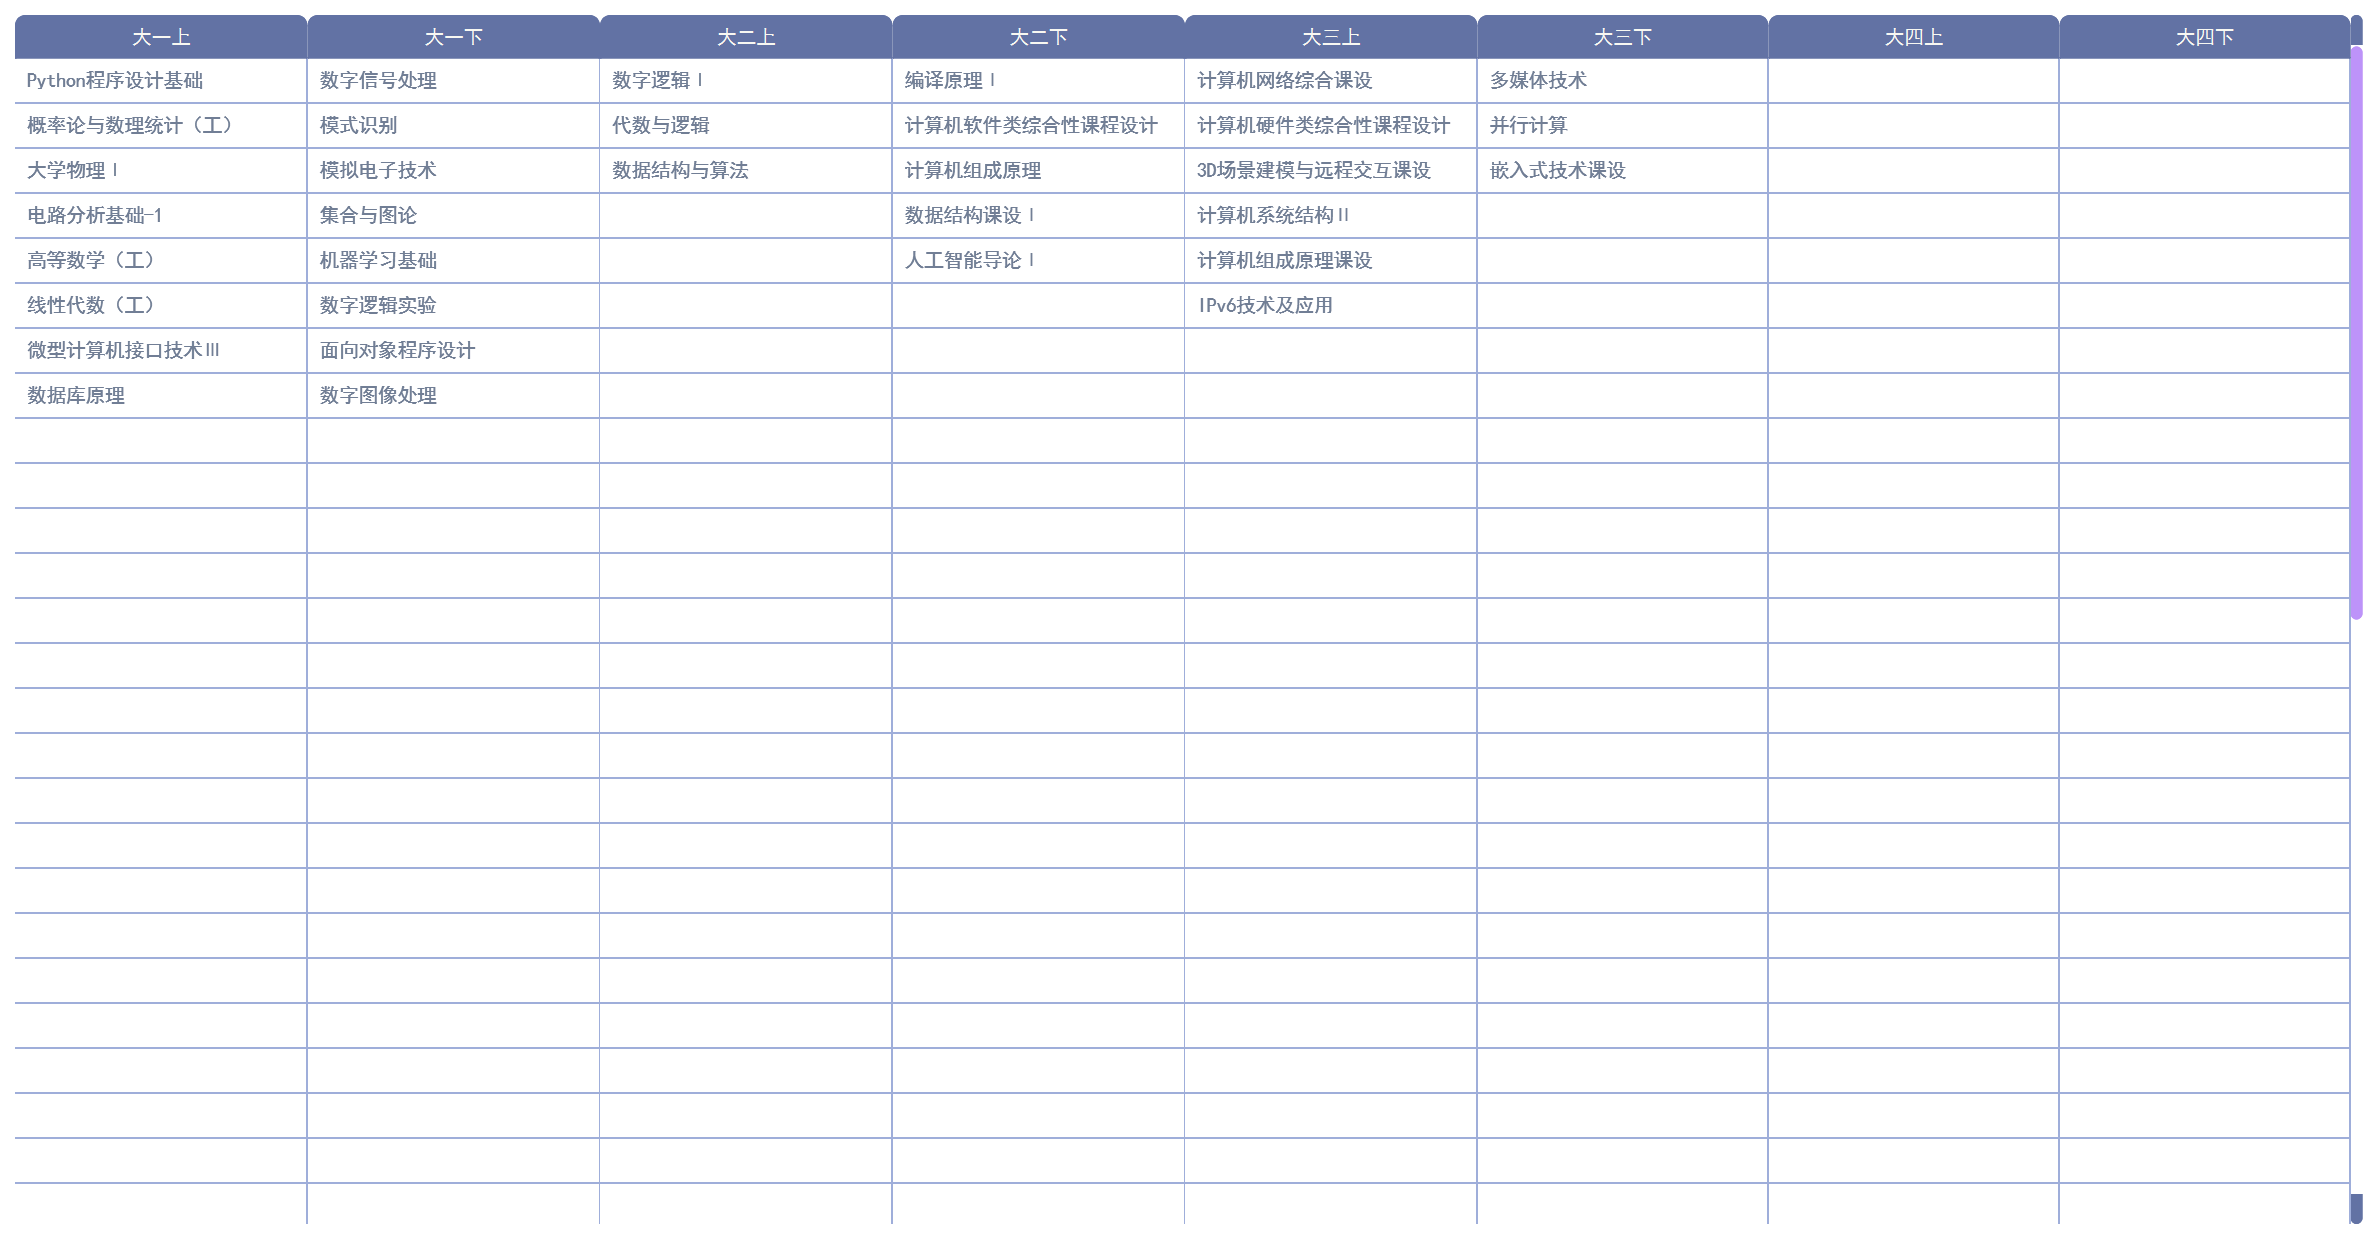 大一上 大一下 大二上 大二下 大三上 大三下 大四上 大四下
Python程序设计基础 数字信号处理 数字逻辑Ⅰ 编译原理Ⅰ 计算机网络综合课设 多媒体技术
概率论与数理统计（工） 模式识别 代数与逻辑 计算机软件类综合性课程设计 计算机硬件类综合性课程设计 并行计算
大学物理Ⅰ 模拟电子技术 数据结构与算法 计算机组成原理 3D场景建模与远程交互课设 嵌入式技术课设
电路分析基础-1 集合与图论 数据结构课设Ⅰ 计算机系统结构Ⅱ
高等数学（工） 机器学习基础 人工智能导论Ⅰ 计算机组成原理课设
线性代数（工） 数字逻辑实验 IPv6技术及应用
微型计算机接口技术Ⅲ 面向对象程序设计
数据库原理 数字图像处理